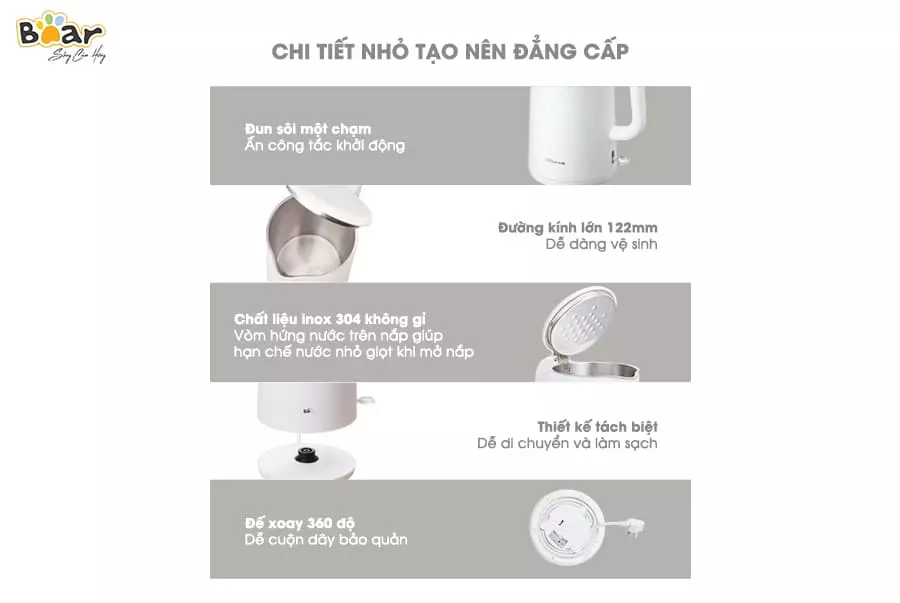 Bear
Sống Cân Hứng
CHI TIẾT NHỎ TẠO NÊN ĐẲNG CẤP
Đun sôi một chạm
Ấn công tắc khởi động
Đường kính lớn 122mm
Dễ dàng vệ sinh
Chất liệu inox 304 không gỉ
Vòm hứng nước trên nắp giúp
hạn chế nước nhỏ giọt khi mở nắp
Thiết kế tách biệt
Dễ di chuyển và làm sạch
Đế xoay 360 độ
Dễ cuộn dây bảo quản